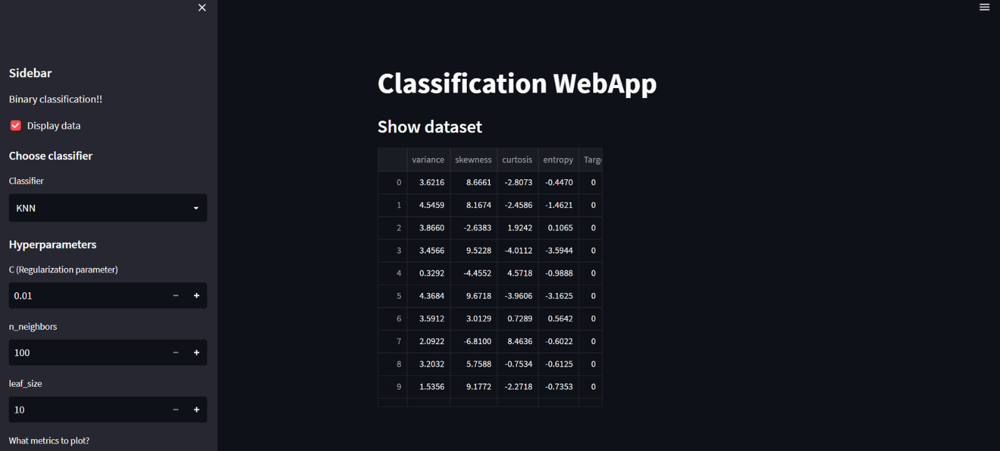 Sidebar
Binary classification!!
Display data
Choose classifier
Classifier
KNN
Hyperparameters
C (Regularization parameter)
0.01
n_neighbors
100
leaf_size
10
What metrics to plot?
Classification WebApp
Show dataset
variance skewness curtosis entropy Targe
0 3.6216 8.6661 -2.8073 -0.4470 0
1 4.5459 8.1674 -2.4586 -1.4621 0
2 3.8660 -2.6383 1.9242 0.1065 0
3 3.4566 9.5228 -4.0112 -3.5944 0
4 0.3292 -4.4552 4.5718 -0.9888 0
5 4.3684 9.6718 -3.9606 -3.1625 0
6 3.5912 3.0129 0.7289 0.5642 0
7 2.0922 -6.8100 8.4636 -0.6022 0
8 3.2032 5.7588 -0.7534 -0.6125 0
9 1.5356 9.1772 -2.2718 -0.7353 0